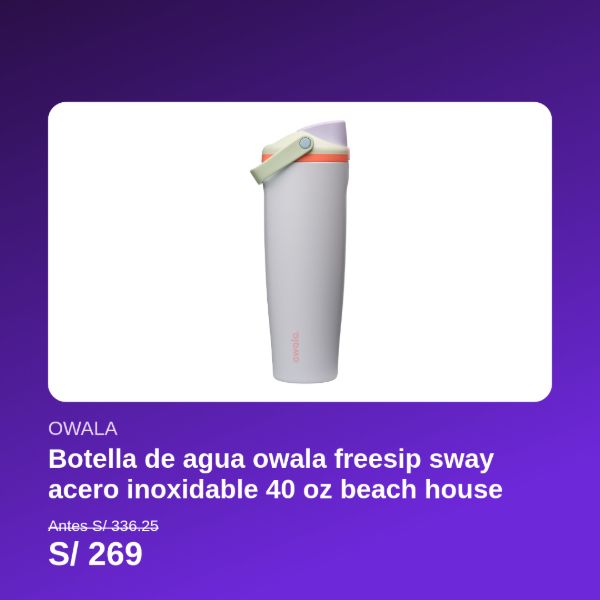 owala
OWALA
Botella de agua owala freesip sway
acero inoxidable 40 oz beach house
Antes S/ 336.25
S/ 269